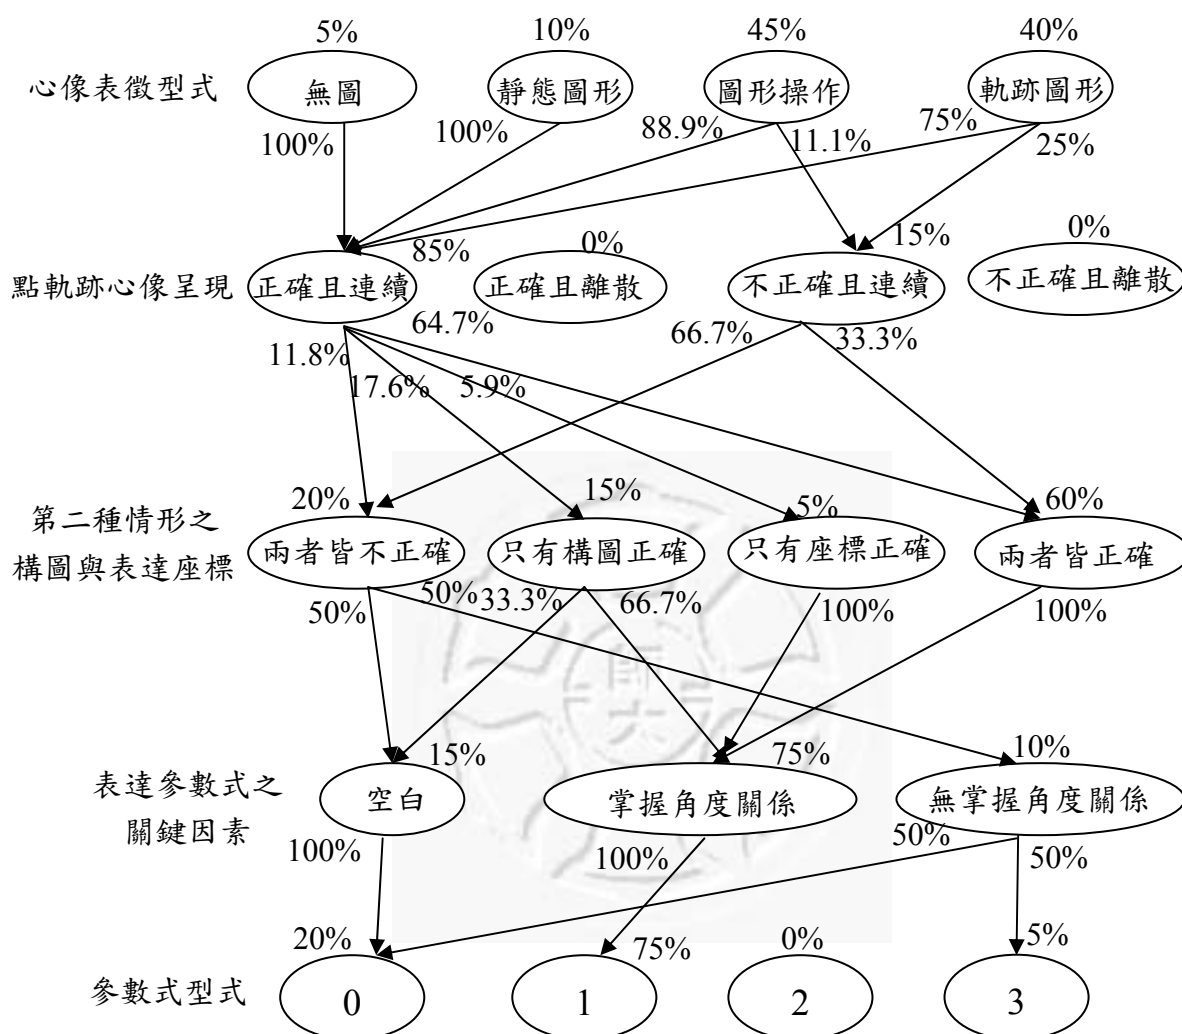 5% 10% 45% 40%
心像表徵型式 無圖 靜態圖形 圖形操作 軌跡圖形
100% 100% 88.9% 11.1% 75% 25%
85% 0% 15% 0%
點軌跡心像呈現 正確且連續 正確且離散 不正確且連續 不正確且離散
11.8% 17.6% 64.7% 5.9% 66.7% 33.3%
20% 15% 5% 60%
第二種情形之
構圖與表達座標 兩者皆不正確 只有構圖正確 只有座標正確 兩者皆正確
50% 50% 33.3% 66.7% 100% 100%
15% 75% 10%
表達參數式之
關鍵因素 空白 掌握角度關係 無掌握角度關係
100% 100% 50% 50%
20% 75% 0% 5%
參數式型式 0 1 2 3